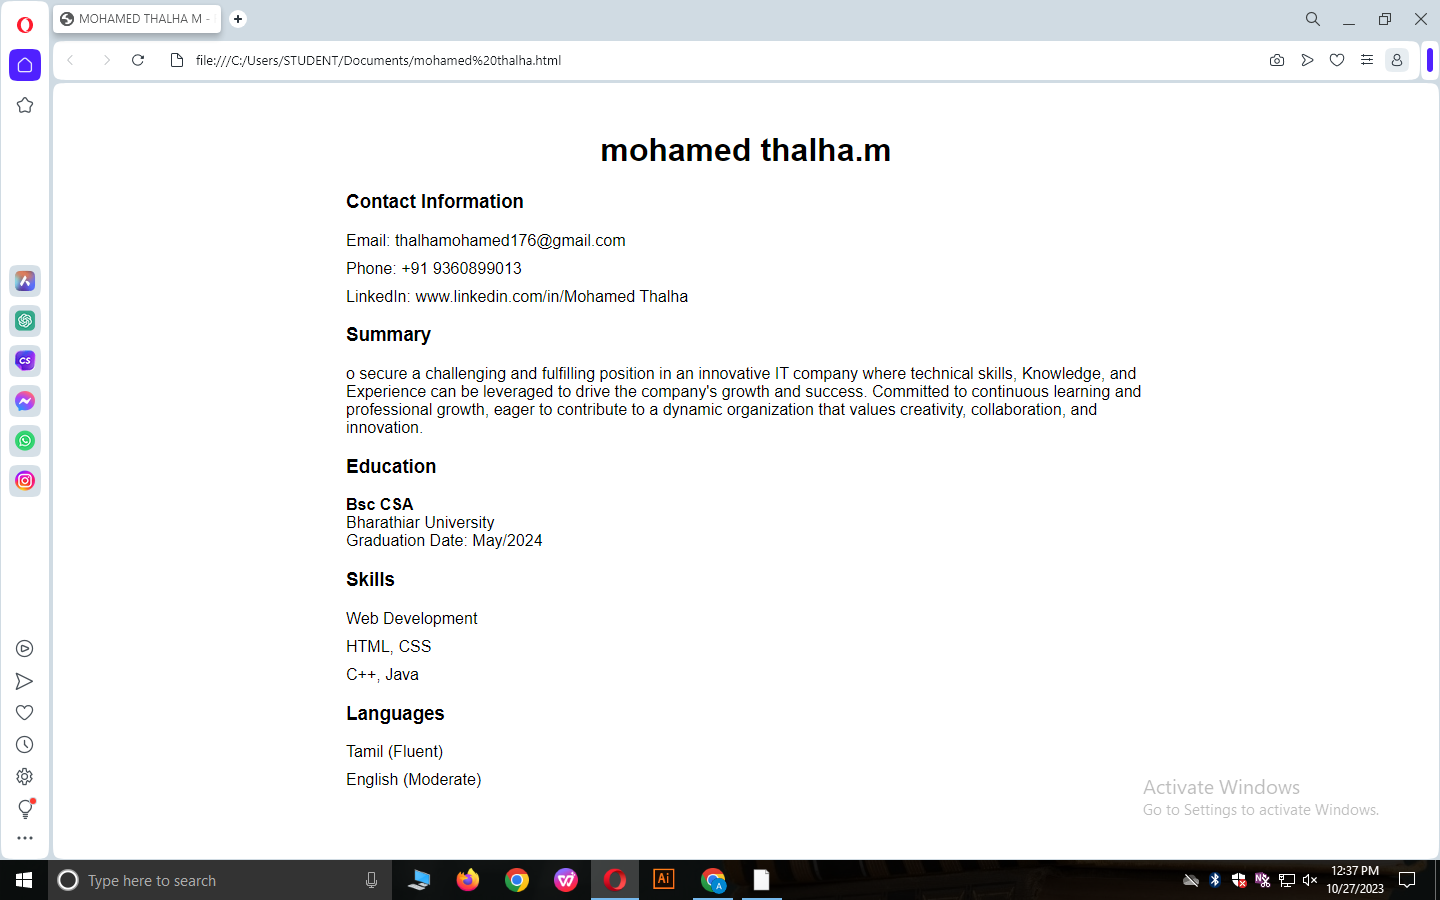 MOHAMED THALHA M -
file:///C:/Users/STUDENT/Documents/mohamed%20thalha.html
mohamed thalha.m
Contact Information
Email: thalhamohamed176@gmail.com
Phone: +91 9360899013
LinkedIn: www.linkedin.com/in/Mohamed Thalha
Summary
o secure a challenging and fulfilling position in an innovative IT company where technical skills, Knowledge, and
Experience can be leveraged to drive the company's growth and success. Committed to continuous learning and
professional growth, eager to contribute to a dynamic organization that values creativity, collaboration, and
innovation.
Education
Bsc CSA
Bharathiar University
Graduation Date: May/2024
Skills
Web Development
HTML, CSS
C++, Java
Languages
Tamil (Fluent)
English (Moderate)
CS
Activate Windows
Go to Settings to activate Windows.
Type here to search
Ai
A
12:37 PM
10/27/2023